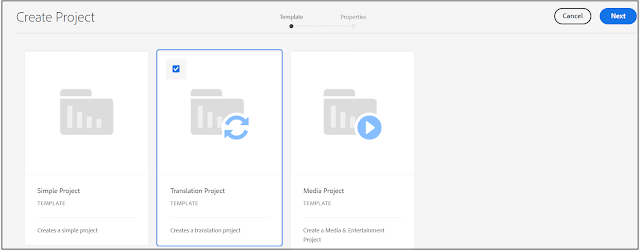 Create Project
Template
Properties
Cancel
Next
Simple Project
TEMPLATE
Creates a simple project
Translation Project
TEMPLATE
Creates a translation project
Media Project
TEMPLATE
Create a Media & Entertainment
Project